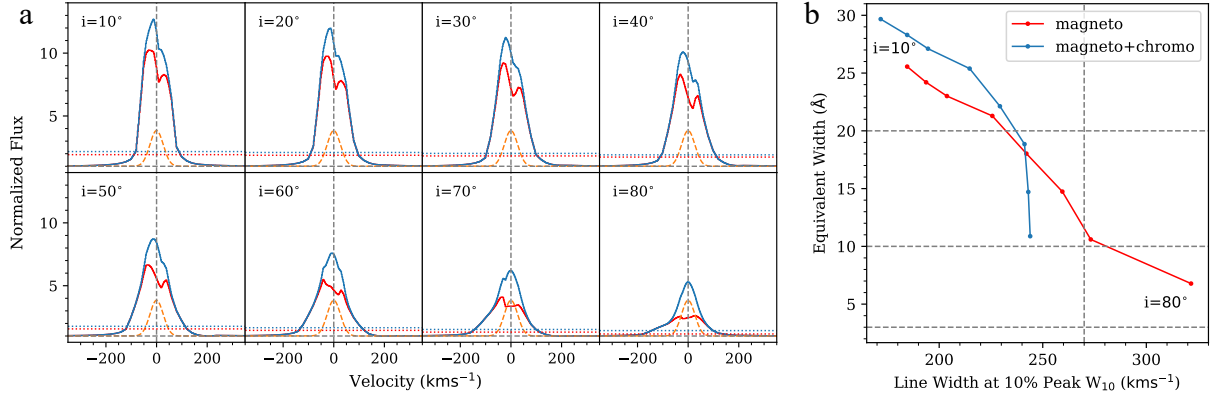 a
i=10°
i=20°
i=30°
i=40°
10
5
Normalized Flux
i=50°
i=60°
i=70°
i=80°
10
5
−200 0 200 −200 0 200 −200 0 200 −200 0 200
Velocity (kms⁻¹)
b
magneto
magneto+chromo
i=10°
i=80°
30
25
20
15
10
5
Equivalent Width (Å)
200 250 300
Line Width at 10% Peak W₁₀ (kms⁻¹)